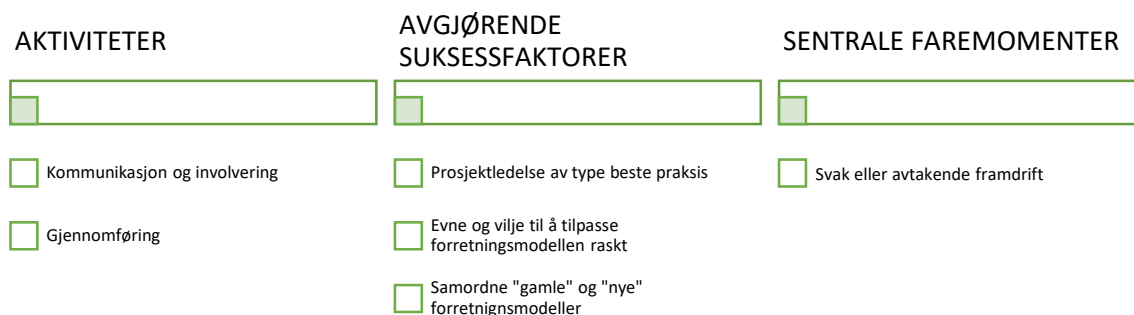 AKTIVITETER
Kommunikasjon og involvering
Gjennomføring
AVGJØRENDE
SUKSESSFAKTORER
Prosjektledelse av type beste praksis
Evne og vilje til å tilpasse
forretningsmodellen raskt
Samordne "gamle" og "nye"
forretnignsmodeller
SENTRALE FAREMOMENTER
Svak eller avtakende framdrift